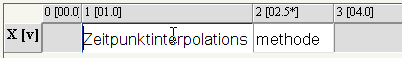 0 [00.0 1 [01.0] 2 [02.5*] 3 [04.0]
X [v] Zeitpunktinterpolations methode